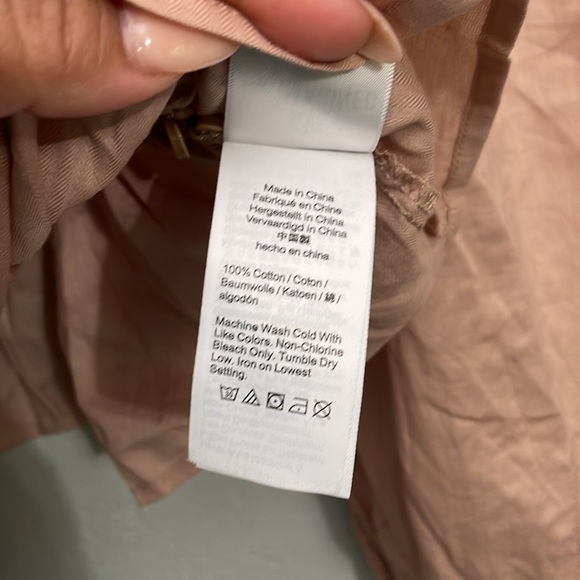 Made in China
Fabriqué en Chine
Hergestellt in China
Vervaardigd in China
中国製
hecho en china
100% Cotton / Coton /
Baumwolle / Katoen / 綿 /
algodón
Machine Wash Cold With
Like Colors. Non-Chlorine
Bleach Only. Tumble Dry
Low. Iron on Lowest
Setting.
30